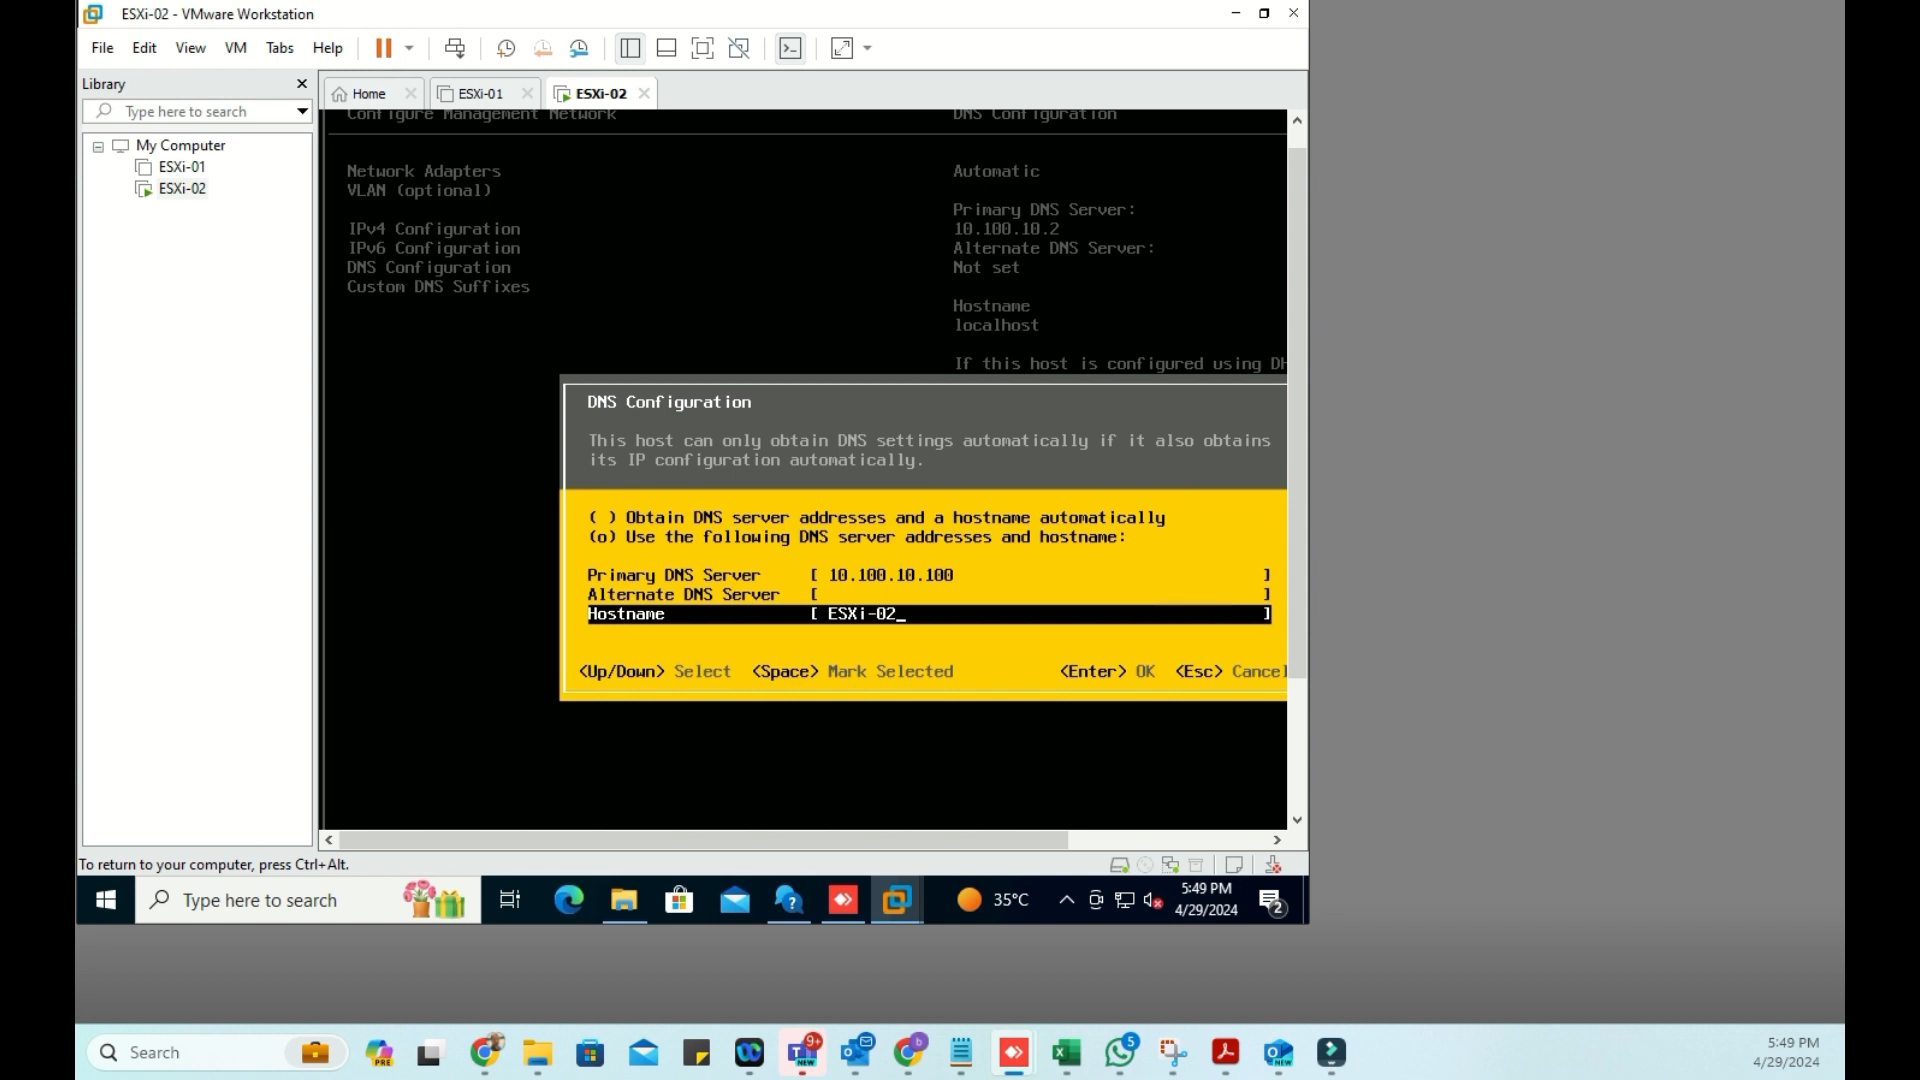 ESXi-02 - VMware Workstation
File Edit View VM Tabs Help
Library
Type here to search
My Computer
ESXi-01
ESXi-02
Home
ESXi-01
ESXi-02
Configure Management Network
DNS Configuration
Network Adapters
VLAN (optional)
IPv4 Configuration
IPv6 Configuration
DNS Configuration
Custom DNS Suffixes
Automatic
Primary DNS Server:
10.100.10.2
Alternate DNS Server:
Not set
Hostname
localhost
If this host is configured using DH
DNS Configuration
This host can only obtain DNS settings automatically if it also obtains
its IP configuration automatically.
( ) Obtain DNS server addresses and a hostname automatically
(o) Use the following DNS server addresses and hostname:
Primary DNS Server [ 10.100.10.100 ]
Alternate DNS Server [ ]
Hostname [ ESXi-02_ ]
<Up/Down> Select <Space> Mark Selected <Enter> OK <Esc> Cancel
To return to your computer, press Ctrl+Alt.
Type here to search
35°C
5:49 PM
4/29/2024
2
Search
PRE
9+
NEW
5
NEW
5:49 PM
4/29/2024